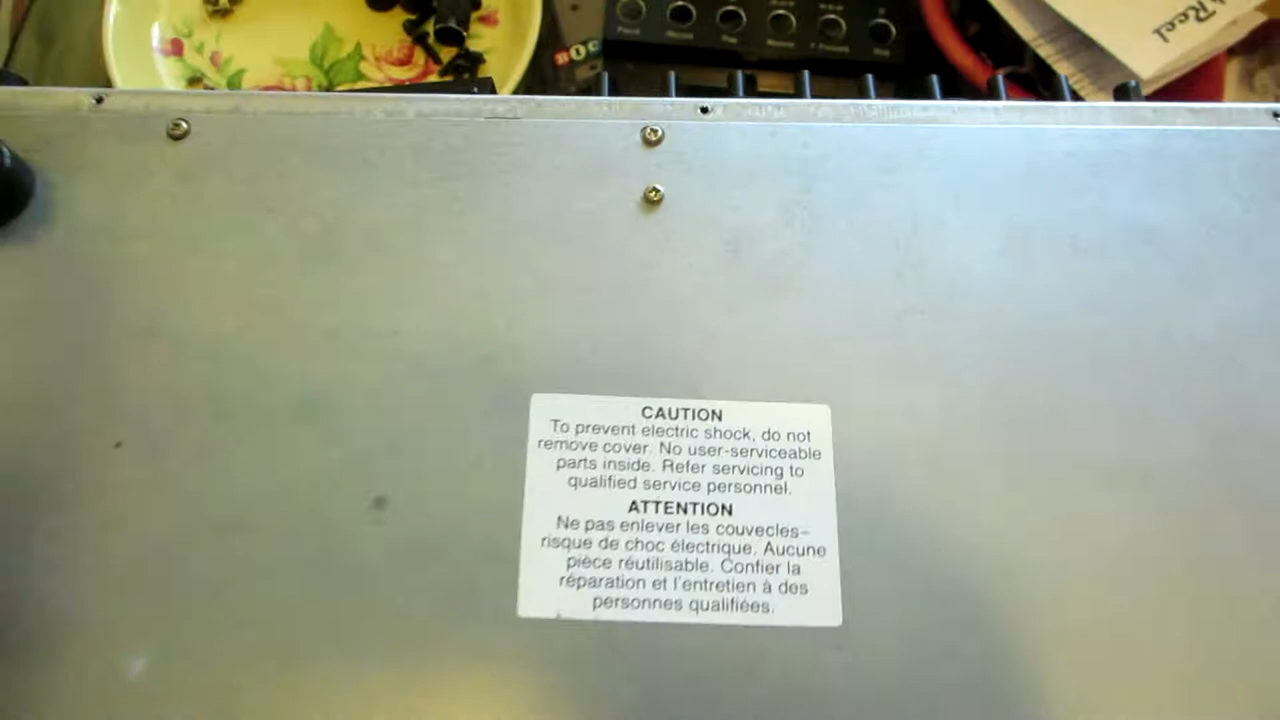 BIC
Reel
CAUTION
To prevent electric shock, do not
remove cover. No user-serviceable
parts inside. Refer servicing to
qualified service personnel.
ATTENTION
Ne pas enlever les couvecles-
risque de choc électrique. Aucune
pièce réutilisable. Confier la
réparation et l'entretien à des
personnes qualifiées.